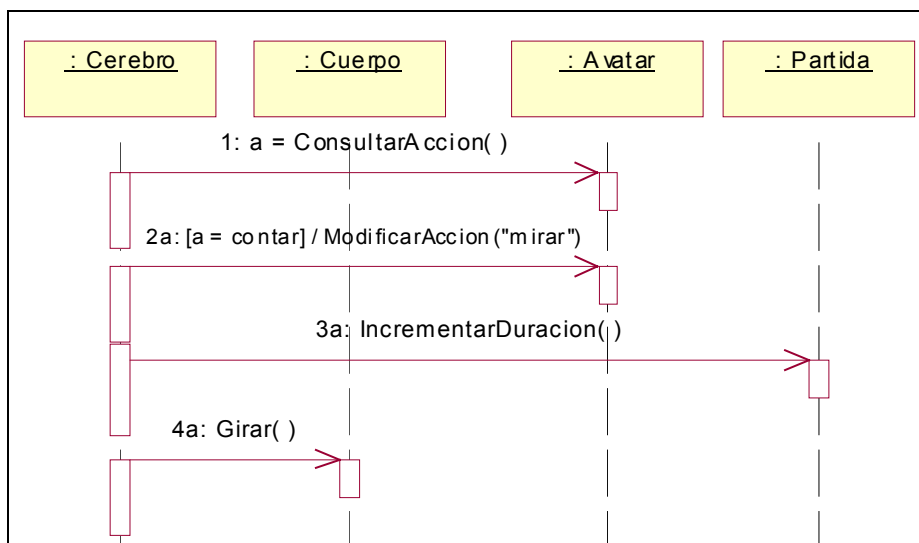 : Cerebro
: Cuerpo
: Avatar
: Partida
1: a = ConsultarAccion( )
2a: [a = contar] / ModificarAccion("mirar")
3a: IncrementarDuracion( )
4a: Girar( )